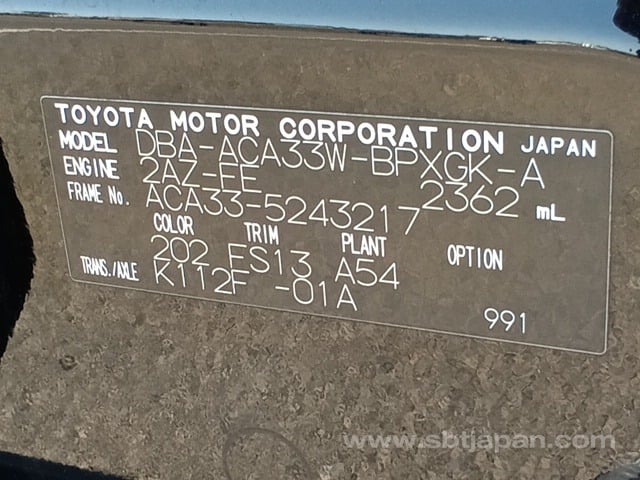 TOYOTA MOTOR CORPORATION JAPAN
MODEL DBA-ACA33W-BPXGK-A
ENGINE 2AZ-FE 2362 mL
FRAME No. ACA33-5243217
COLOR TRIM PLANT OPTION
202 FS13 A54
TRANS./AXLE K112F -01A
991
www.sbtjapan.com